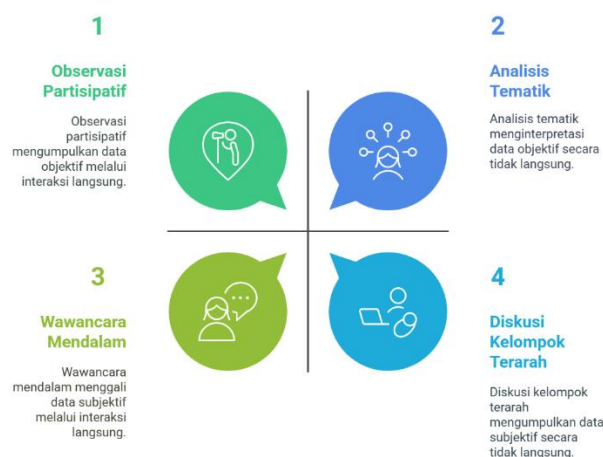 1
Observasi
Partisipatif
Observasi
partisipatif
mengumpulkan data
objektif melalui
interaksi langsung.
2
Analisis
Tematik
Analisis tematik
menginterpretasi
data objektif secara
tidak langsung.
3
Wawancara
Mendalam
Wawancara
mendalam menggali
data subjektif
melalui interaksi
langsung.
4
Diskusi
Kelompok
Terarah
Diskusi kelompok
terarah
mengumpulkan data
subjektif secara
tidak langsung.